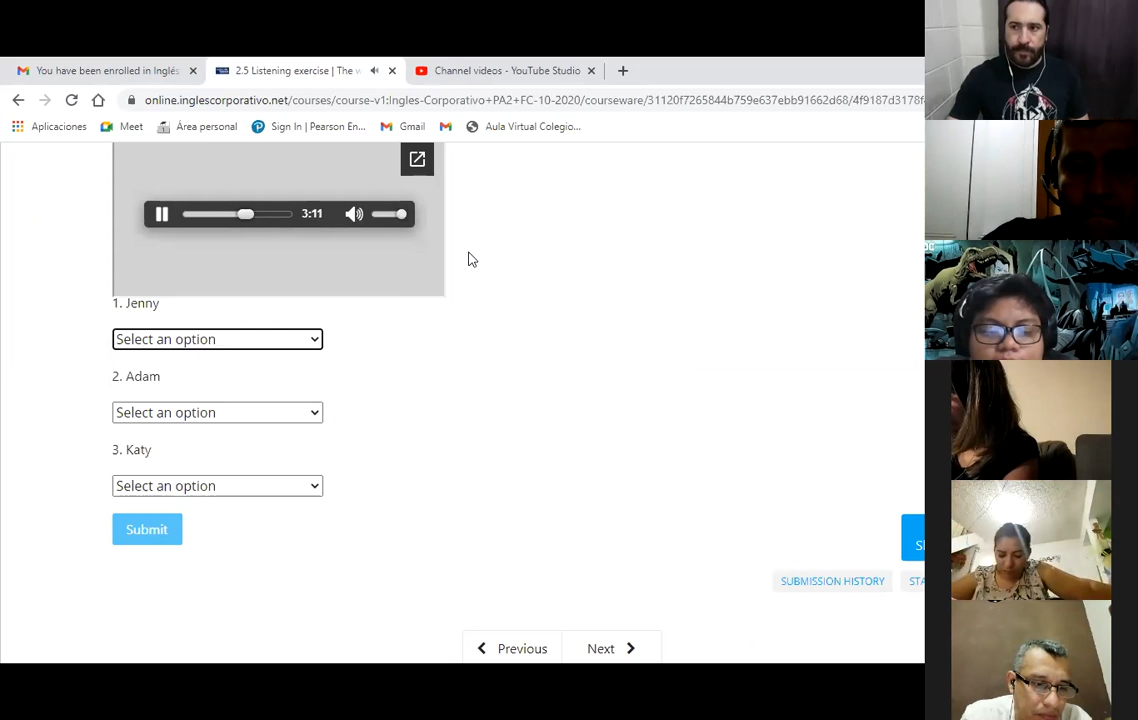 You have been enrolled in Inglés
2.5 Listening exercise | The w
Channel videos - YouTube Studio
online.inglescorporativo.net/courses/course-v1:Ingles-Corporativo+PA2+FC-10-2020/courseware/31120f7265844b759e637ebb91662d68/4f9187d3178f
Aplicaciones
Meet
Área personal
Sign In | Pearson En...
Gmail
Aula Virtual Colegio...
3:11
1. Jenny
Select an option
2. Adam
Select an option
3. Katy
Select an option
Submit
SUBMISSION HISTORY
STA
Previous
Next